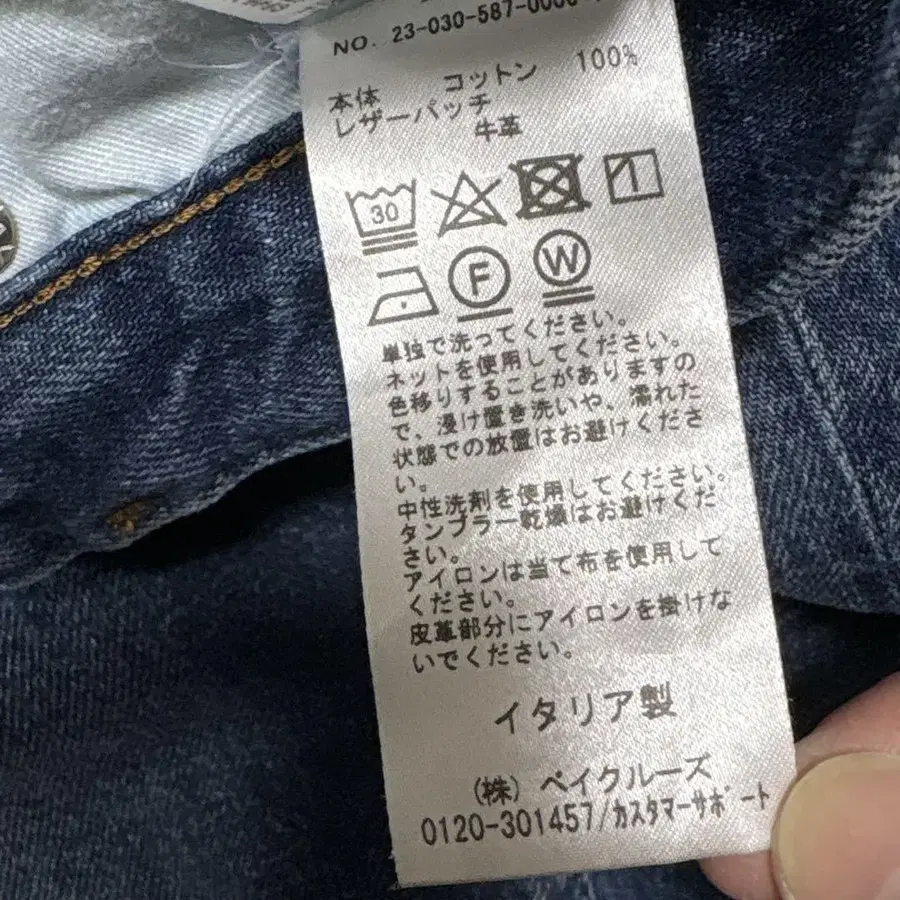 NO. 23-030-587-0000
本体 コットン 100%
レザーパッチ
牛革
30
F W
単独で洗ってください。
ネットを使用してください。
色移りすることがありますの
で、浸け置き洗いや、濡れた
状態での放置はお避けくださ
い。
中性洗剤を使用してください。
タンブラー乾燥はお避けくだ
さい。
アイロンは当て布を使用して
ください。
皮革部分にアイロンを掛けな
いでください。
イタリア製
(株) ベイクルーズ
0120-301457/カスタマーサポート